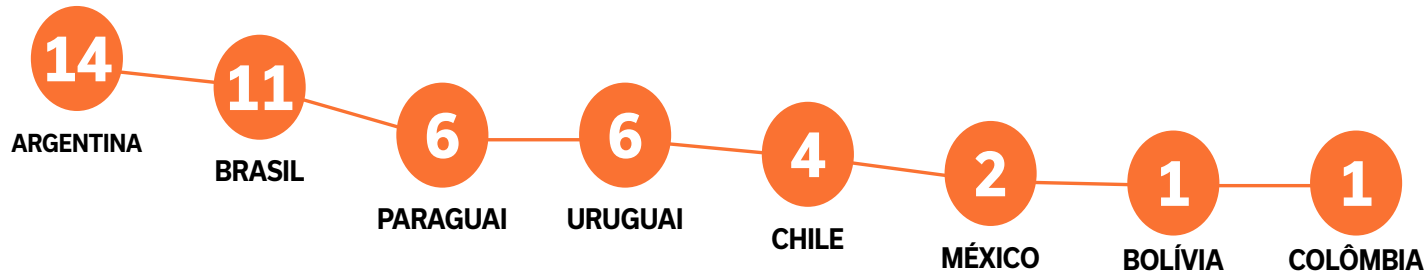 14
ARGENTINA
11
BRASIL
6
PARAGUAI
6
URUGUAI
4
CHILE
2
MÉXICO
1
BOLÍVIA
1
COLÔMBIA